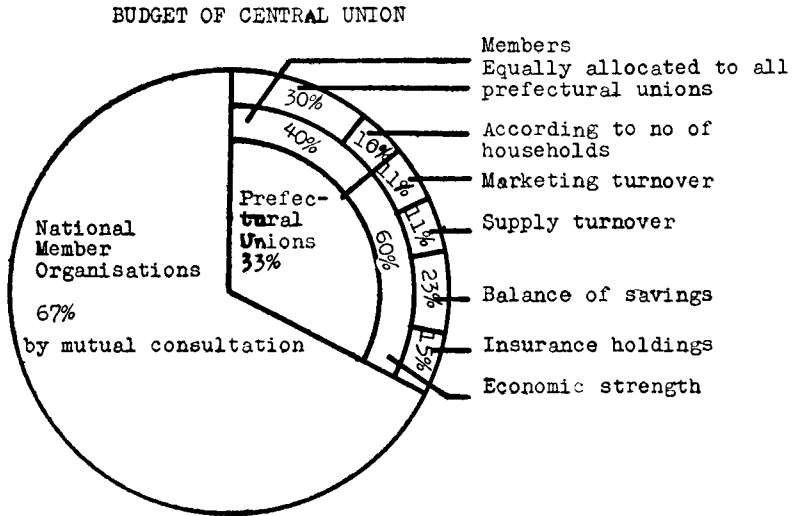 BUDGET OF CENTRAL UNION
Members
Equally allocated to all
prefectural unions
30%
40%
10%
According to no of
households
11%
Marketing turnover
11%
Supply turnover
Prefec-
tural
Unions
33%
60%
National
Member
Organisations
67%
by mutual consultation
23%
Balance of savings
15%
Insurance holdings
Economic strength